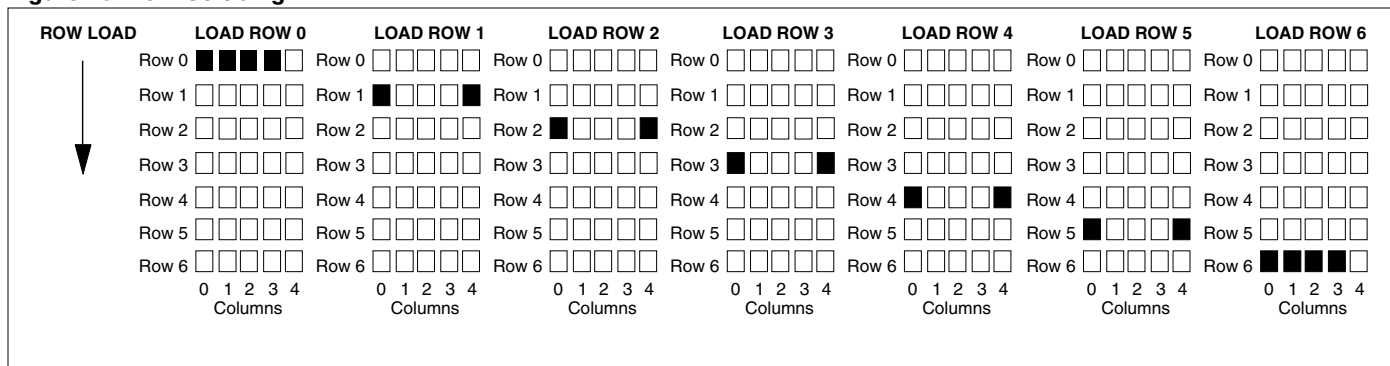 ROW LOAD LOAD ROW 0 LOAD ROW 1 LOAD ROW 2 LOAD ROW 3 LOAD ROW 4 LOAD ROW 5 LOAD ROW 6
Row 0 Row 0 Row 0 Row 0 Row 0 Row 0 Row 0
Row 1 Row 1 Row 1 Row 1 Row 1 Row 1 Row 1
Row 2 Row 2 Row 2 Row 2 Row 2 Row 2 Row 2
Row 3 Row 3 Row 3 Row 3 Row 3 Row 3 Row 3
Row 4 Row 4 Row 4 Row 4 Row 4 Row 4 Row 4
Row 5 Row 5 Row 5 Row 5 Row 5 Row 5 Row 5
Row 6 Row 6 Row 6 Row 6 Row 6 Row 6 Row 6
0 1 2 3 4 0 1 2 3 4 0 1 2 3 4 0 1 2 3 4 0 1 2 3 4 0 1 2 3 4 0 1 2 3 4
Columns Columns Columns Columns Columns Columns Columns